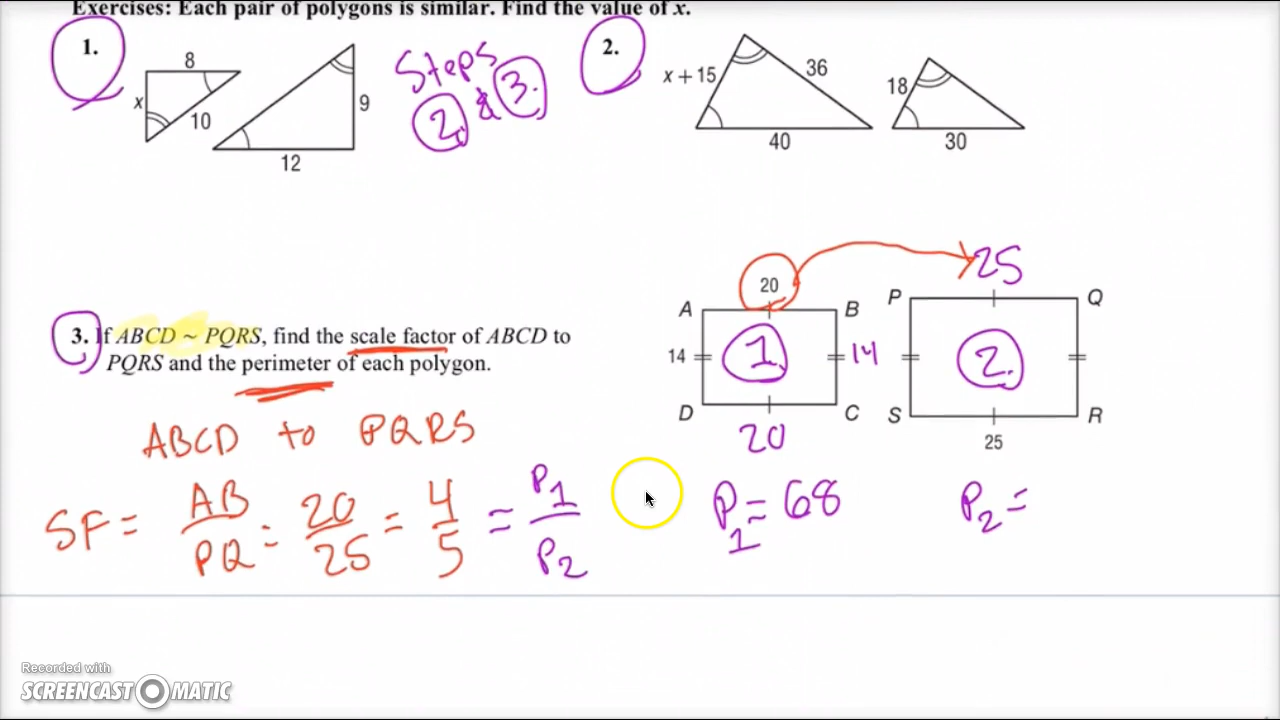 Exercises: Each pair of polygons is similar. Find the value of x.
1.
8
x
10
9
12
Steps
2. & 3.
2.
x + 15
36
40
18
30
3. If ABCD ~ PQRS, find the scale factor of ABCD to
PQRS and the perimeter of each polygon.
20
A
B
14
1.
14
D
C
20
25
P
Q
2.
S
R
25
ABCD to PQRS
SF = AB/PQ = 20/25 = 4/5 = P1/P2
P1 = 68
P2 =
Recorded with
SCREENCAST-O-MATIC